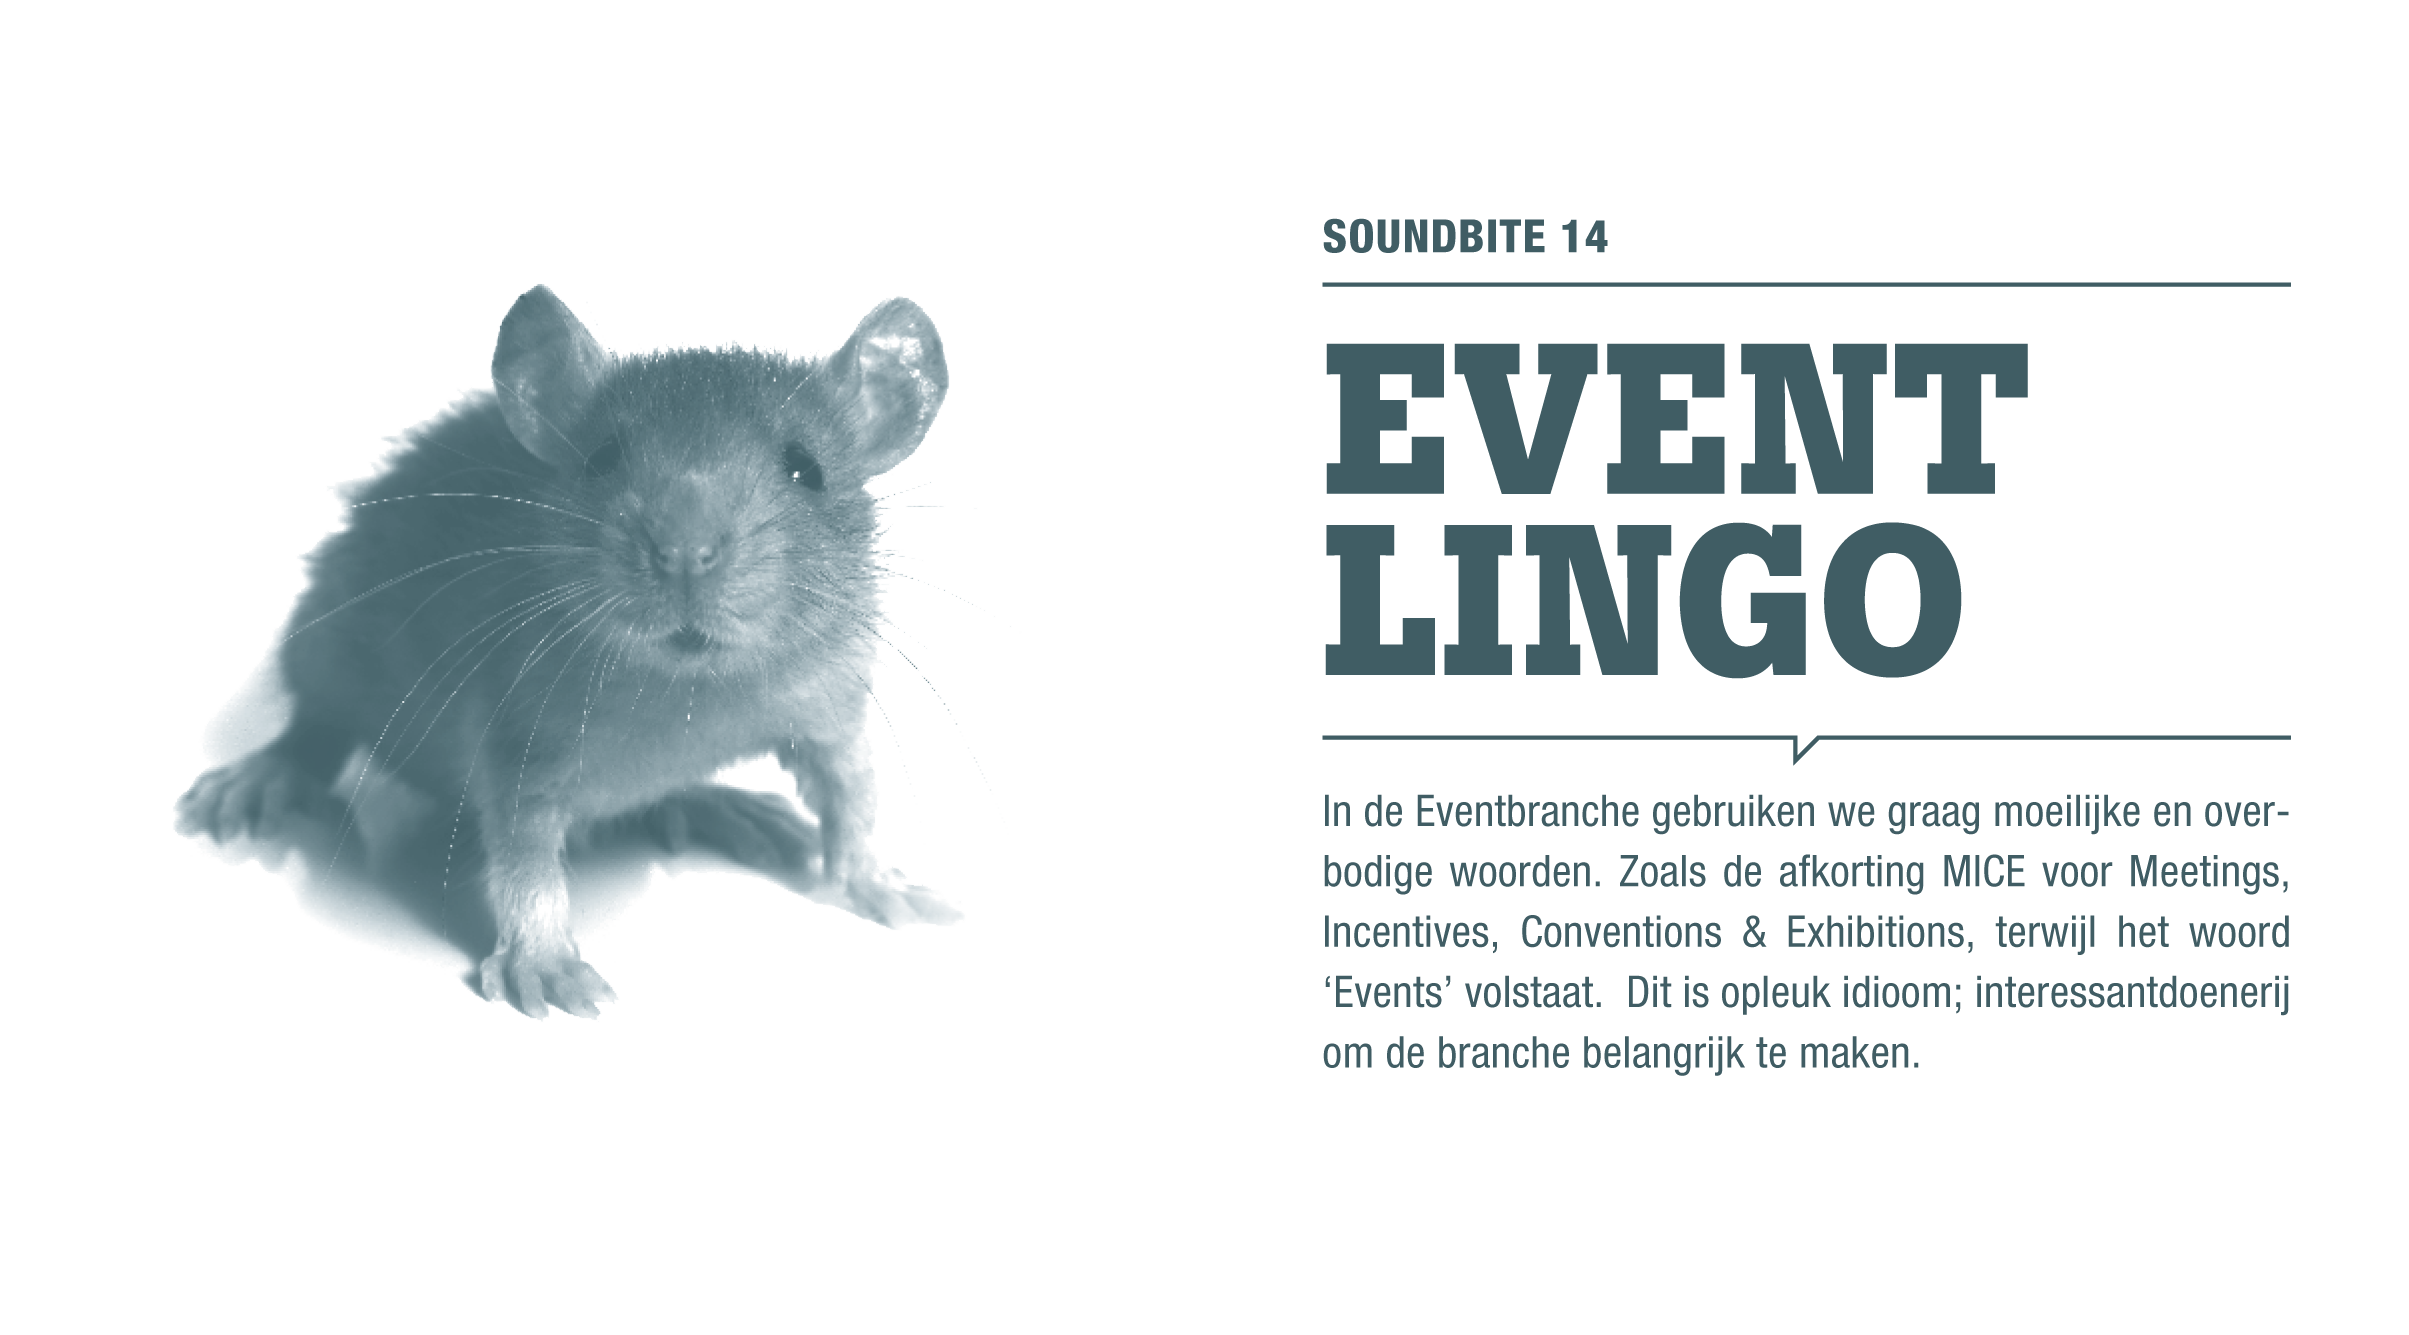 SOUNDBITE 14
EVENT
LINGO
In de Eventbranche gebruiken we graag moeilijke en over-
bodige woorden. Zoals de afkorting MICE voor Meetings,
Incentives, Conventions & Exhibitions, terwijl het woord
‘Events’ volstaat.  Dit is opleuk idioom; interessantdoenerij
om de branche belangrijk te maken.